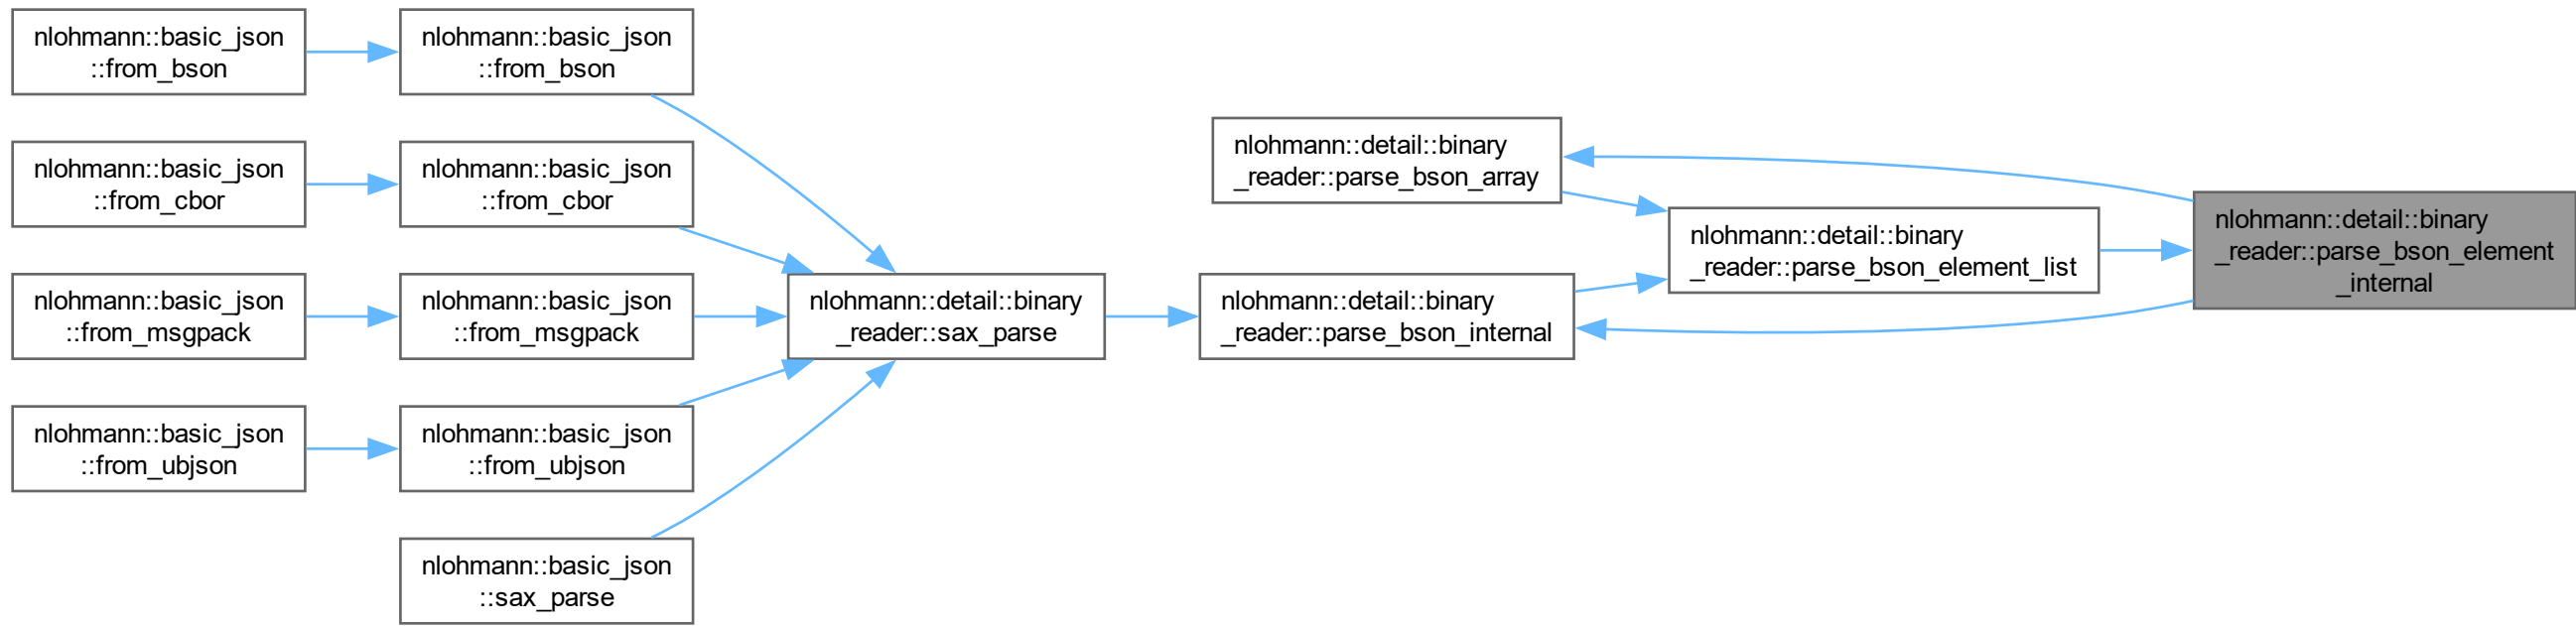 nlohmann::basic_json
::from_bson
nlohmann::basic_json
::from_bson
nlohmann::basic_json
::from_cbor
nlohmann::basic_json
::from_cbor
nlohmann::basic_json
::from_msgpack
nlohmann::basic_json
::from_msgpack
nlohmann::basic_json
::from_ubjson
nlohmann::basic_json
::from_ubjson
nlohmann::basic_json
::sax_parse
nlohmann::detail::binary
_reader::sax_parse
nlohmann::detail::binary
_reader::parse_bson_array
nlohmann::detail::binary
_reader::parse_bson_internal
nlohmann::detail::binary
_reader::parse_bson_element_list
nlohmann::detail::binary
_reader::parse_bson_element
_internal